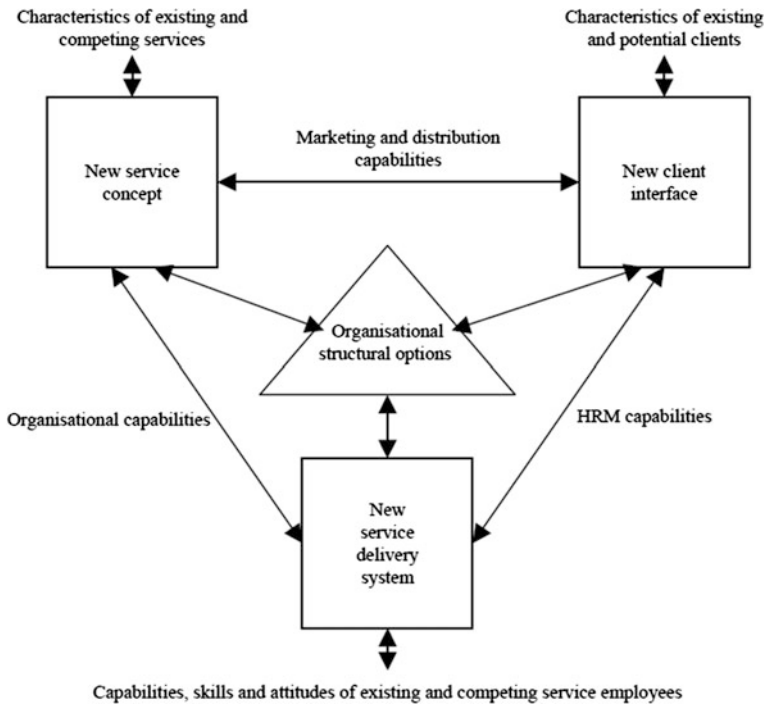 Characteristics of existing and
competing services
Characteristics of existing
and potential clients
New service
concept
Marketing and distribution
capabilities
New client
interface
Organisational
structural options
Organisational capabilities
HRM capabilities
New
service
delivery
system
Capabilities, skills and attitudes of existing and competing service employees